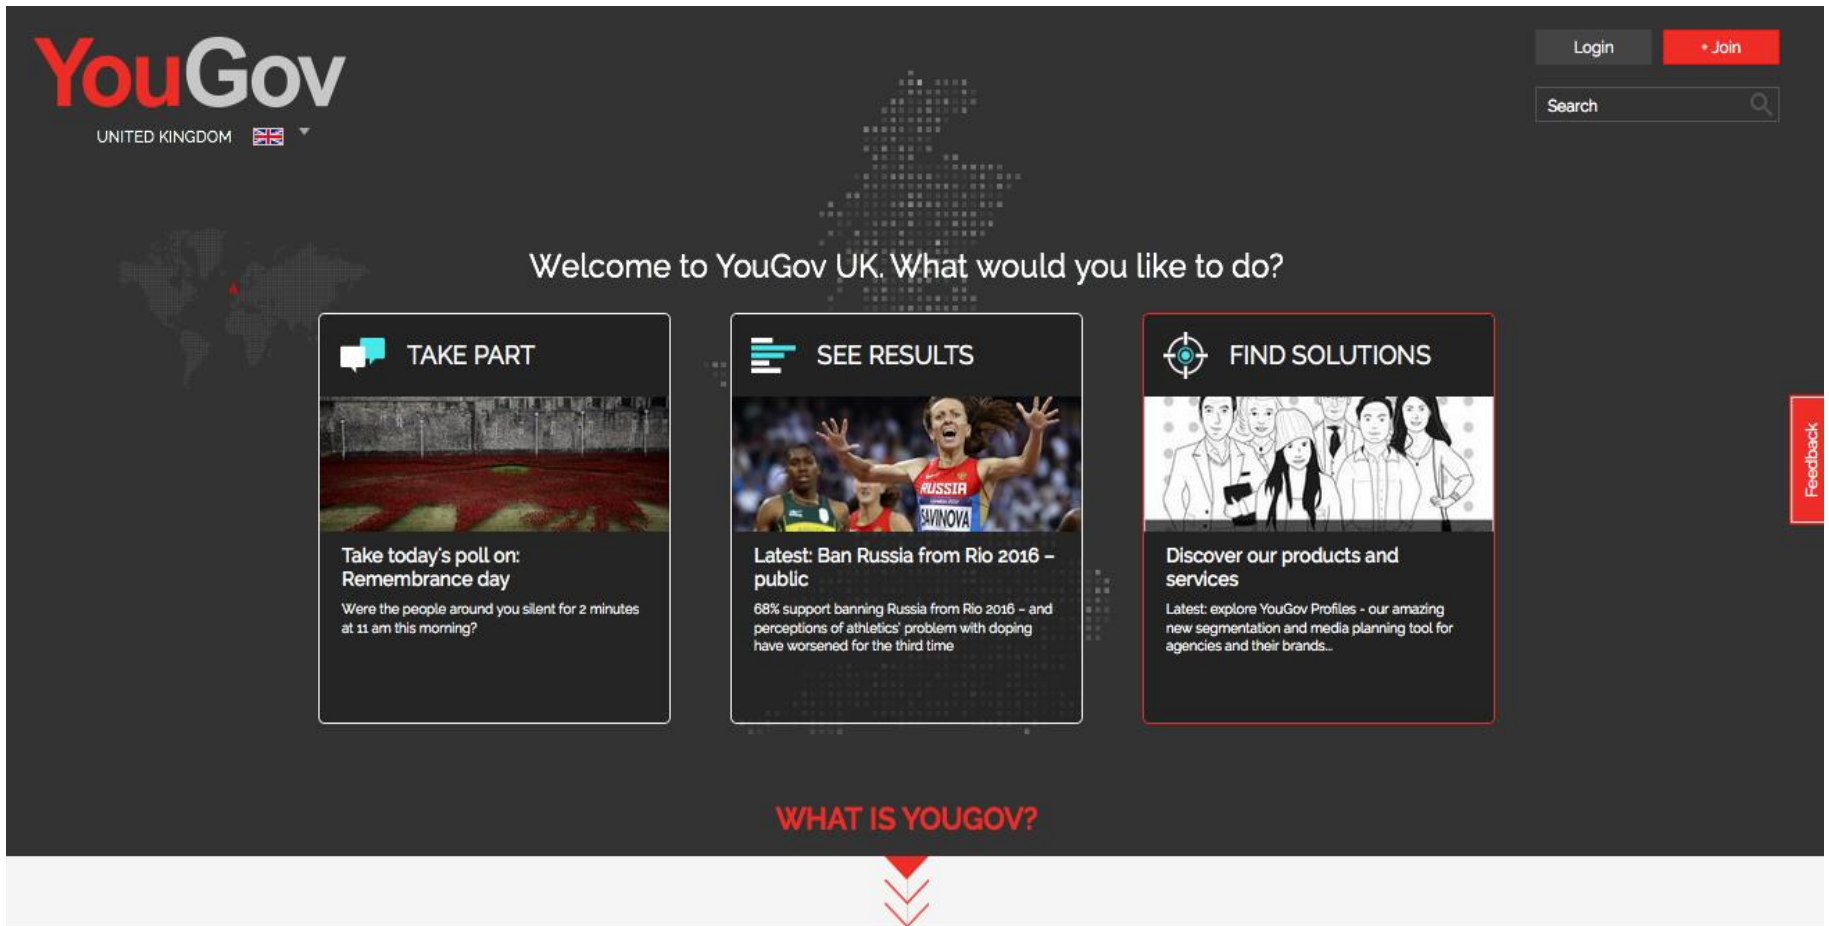 YouGov
UNITED KINGDOM
Login
+ Join
Search
Welcome to YouGov UK. What would you like to do?
TAKE PART
Take today's poll on:
Remembrance day
Were the people around you silent for 2 minutes
at 11 am this morning?
SEE RESULTS
RUSSIA
SAVINOVA
Latest: Ban Russia from Rio 2016 –
public
68% support banning Russia from Rio 2016 – and
perceptions of athletics' problem with doping
have worsened for the third time
FIND SOLUTIONS
Discover our products and
services
Latest: explore YouGov Profiles - our amazing
new segmentation and media planning tool for
agencies and their brands...
Feedback
WHAT IS YOUGOV?